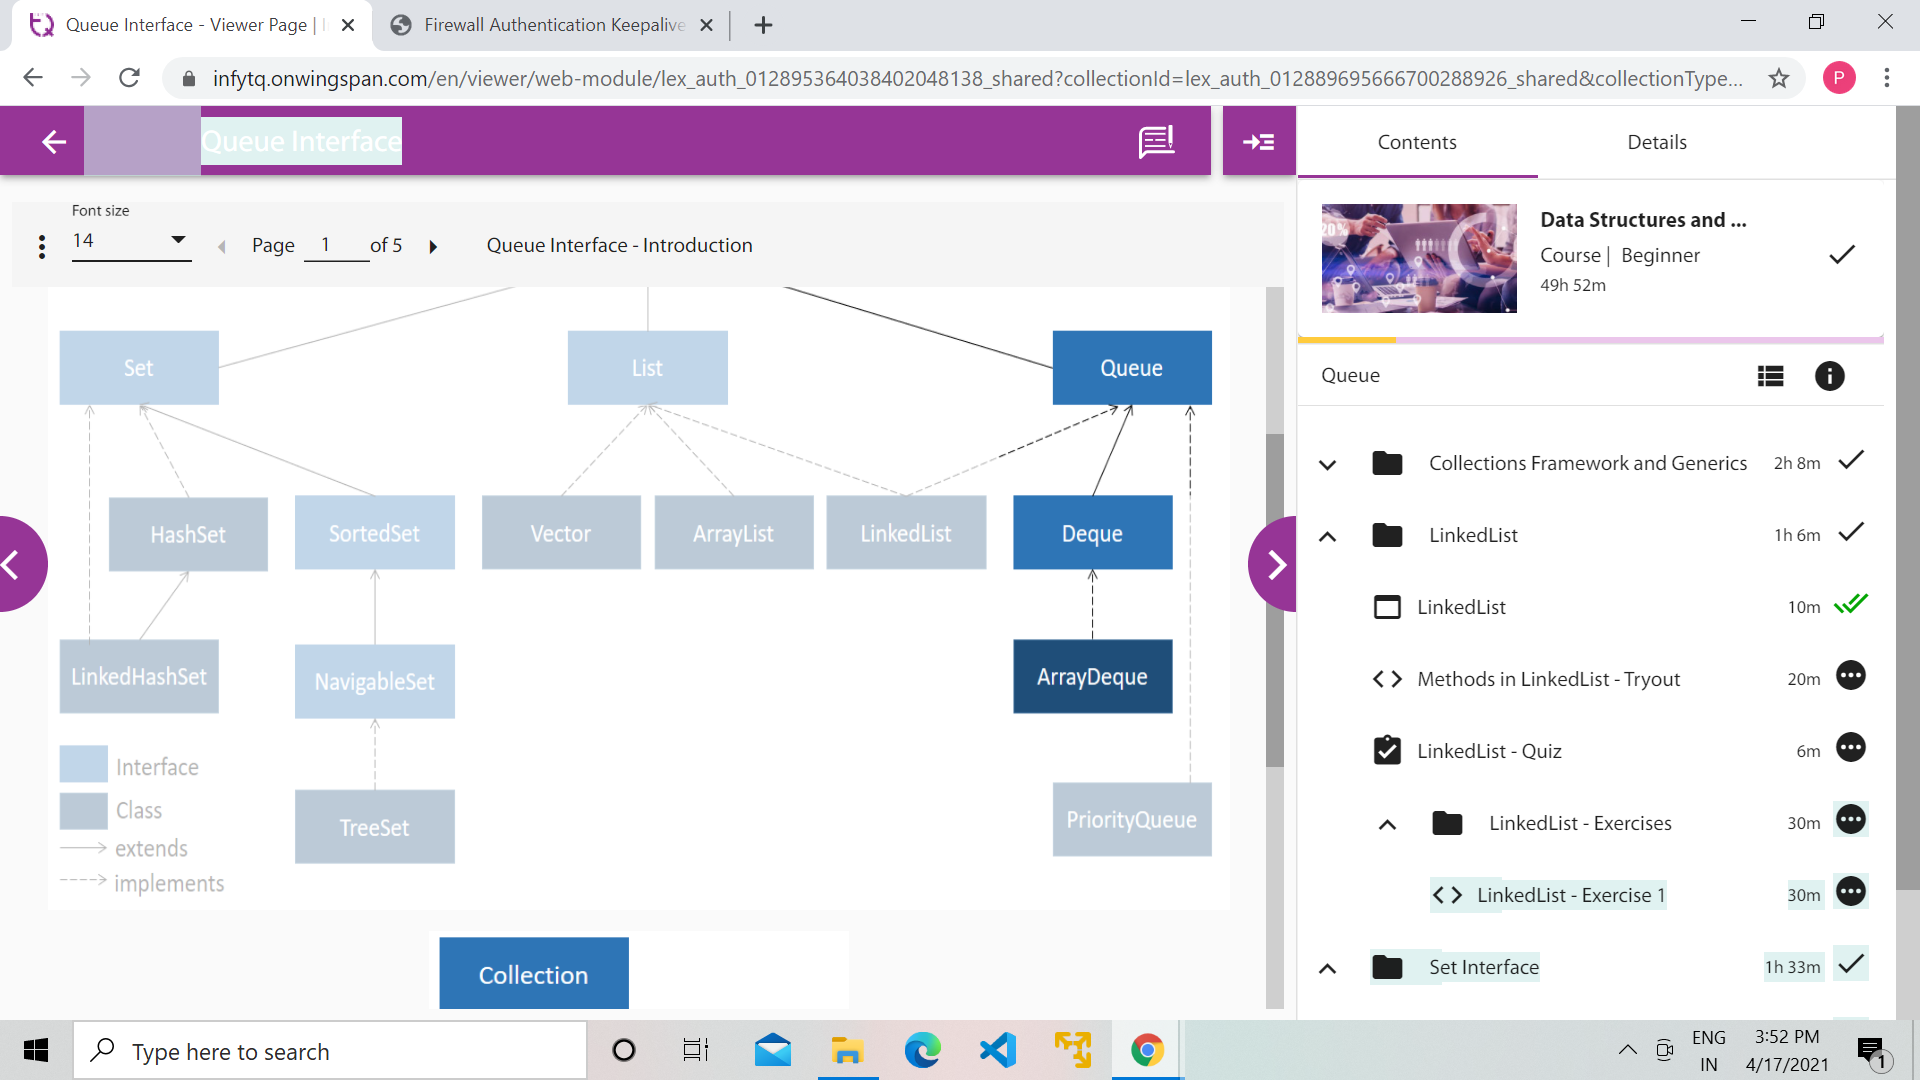 Queue Interface - Viewer Page |
Firewall Authentication Keepalive
infytq.onwingspan.com/en/viewer/web-module/lex_auth_012895364038402048138_shared?collectionId=lex_auth_012889695666700288926_shared&collectionType...
P
Queue Interface
Contents
Details
Font size
14
Page 1 of 5
Queue Interface - Introduction
20%
Data Structures and ...
Course | Beginner
49h 52m
Queue
Set
List
Queue
HashSet
SortedSet
Vector
ArrayList
LinkedList
Deque
LinkedHashSet
NavigableSet
ArrayDeque
TreeSet
PriorityQueue
Interface
Class
extends
implements
Collection
Collections Framework and Generics 2h 8m
LinkedList 1h 6m
LinkedList 10m
Methods in LinkedList - Tryout 20m
LinkedList - Quiz 6m
LinkedList - Exercises 30m
LinkedList - Exercise 1 30m
Set Interface 1h 33m
Type here to search
ENG
IN
3:52 PM
4/17/2021
1